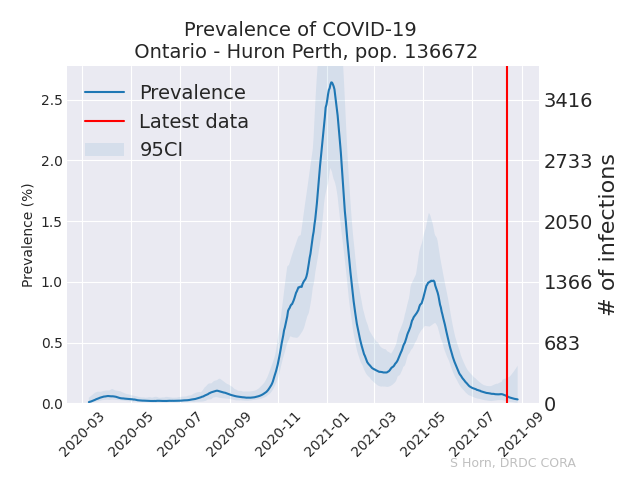 Prevalence of COVID-19
Ontario - Huron Perth, pop. 136672
Prevalence
Latest data
95CI
Prevalence (%)
2.5
2.0
1.5
1.0
0.5
0.0
3416
2733
2050
1366
683
0
# of infections
2020-03
2020-05
2020-07
2020-09
2020-11
2021-01
2021-03
2021-05
2021-07
2021-09
S Horn, DRDC CORA